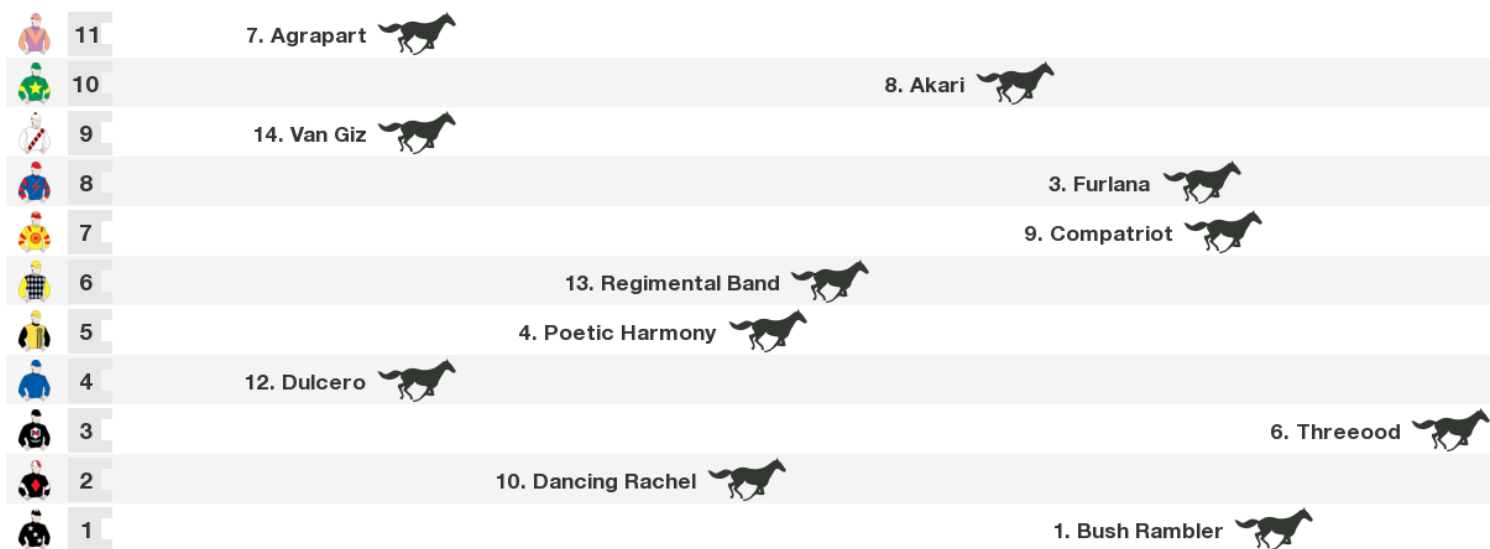 11 7. Agrapart
10 8. Akari
9 14. Van Giz
8 3. Furlana
7 9. Compatriot
6 13. Regimental Band
5 4. Poetic Harmony
4 12. Dulcero
3 6. Threeood
2 10. Dancing Rachel
1 1. Bush Rambler